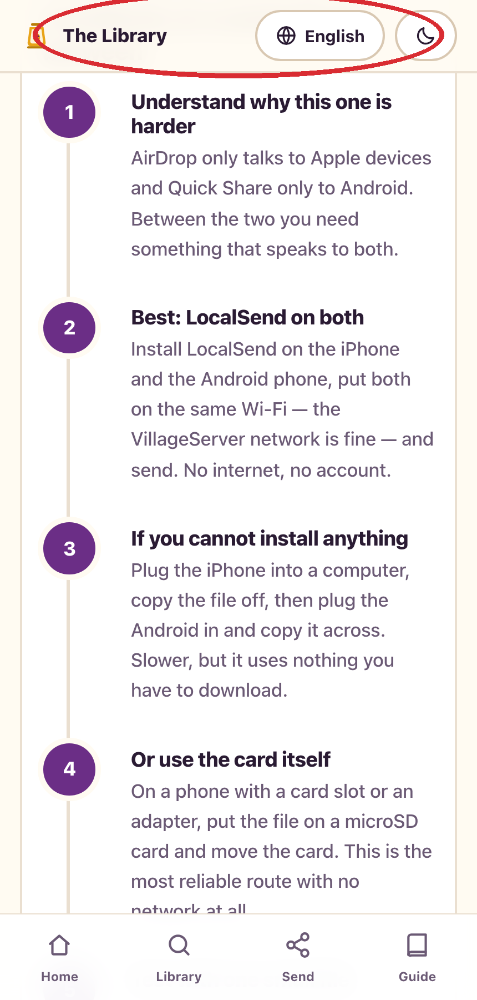 The Library
English
1
Understand why this one is
harder
AirDrop only talks to Apple devices
and Quick Share only to Android.
Between the two you need
something that speaks to both.
2
Best: LocalSend on both
Install LocalSend on the iPhone
and the Android phone, put both
on the same Wi-Fi — the
VillageServer network is fine — and
send. No internet, no account.
3
If you cannot install anything
Plug the iPhone into a computer,
copy the file off, then plug the
Android in and copy it across.
Slower, but it uses nothing you
have to download.
4
Or use the card itself
On a phone with a card slot or an
adapter, put the file on a microSD
card and move the card. This is the
most reliable route with no
network at all
Home
Library
Send
Guide